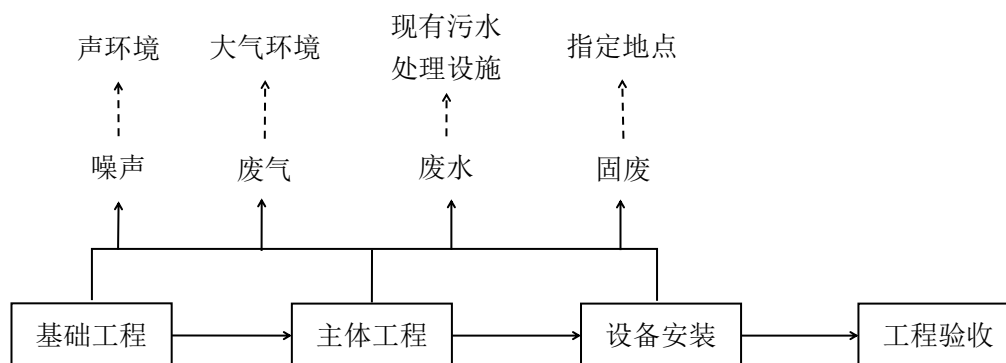 声环境
大气环境
现有污水
处理设施
指定地点
噪声
废气
废水
固废
基础工程
主体工程
设备安装
工程验收